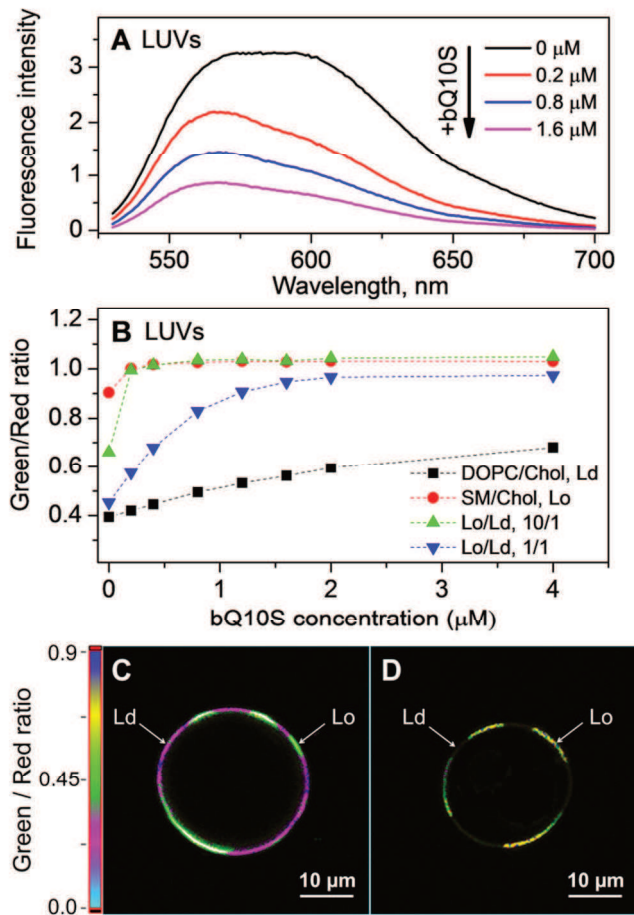 A LUVs
Fluorescence intensity
3
2
1
0
+bQ10S
0 μM
0.2 μM
0.8 μM
1.6 μM
550 600 650 700
Wavelength, nm
B LUVs
Green/Red ratio
1.2
1.0
0.8
0.6
0.4
DOPC/Chol, Ld
SM/Chol, Lo
Lo/Ld, 10/1
Lo/Ld, 1/1
0 1 2 3 4
bQ10S concentration (μM)
Green / Red ratio
0.9
0.45
0.0
C
Ld
Lo
10 μm
D
Ld
Lo
10 μm